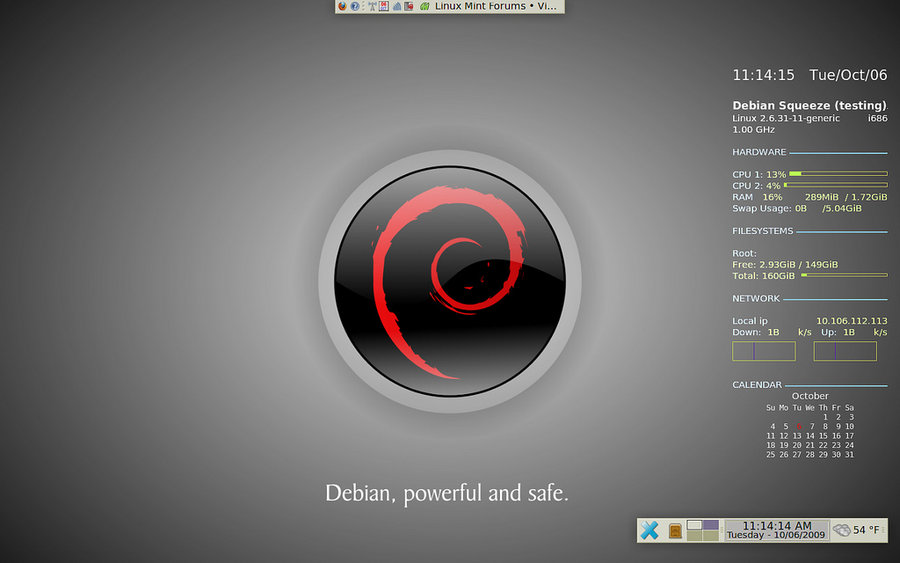 Linux Mint Forums • Vi...
11:14:15 Tue/Oct/06
Debian Squeeze (testing)
Linux 2.6.31-11-generic i686
1.00 GHz
HARDWARE
CPU 1: 13%
CPU 2: 4%
RAM 16% 289MiB / 1.72GiB
Swap Usage: 0B /5.04GiB
FILESYSTEMS
Root:
Free: 2.93GiB / 149GiB
Total: 160GiB
NETWORK
Local ip 10.106.112.113
Down: 1B k/s Up: 1B k/s
CALENDAR
October
Su Mo Tu We Th Fr Sa
1 2 3
4 5 6 7 8 9 10
11 12 13 14 15 16 17
18 19 20 21 22 23 24
25 26 27 28 29 30 31
Debian, powerful and safe.
11:14:14 AM
Tuesday - 10/06/2009
54 °F